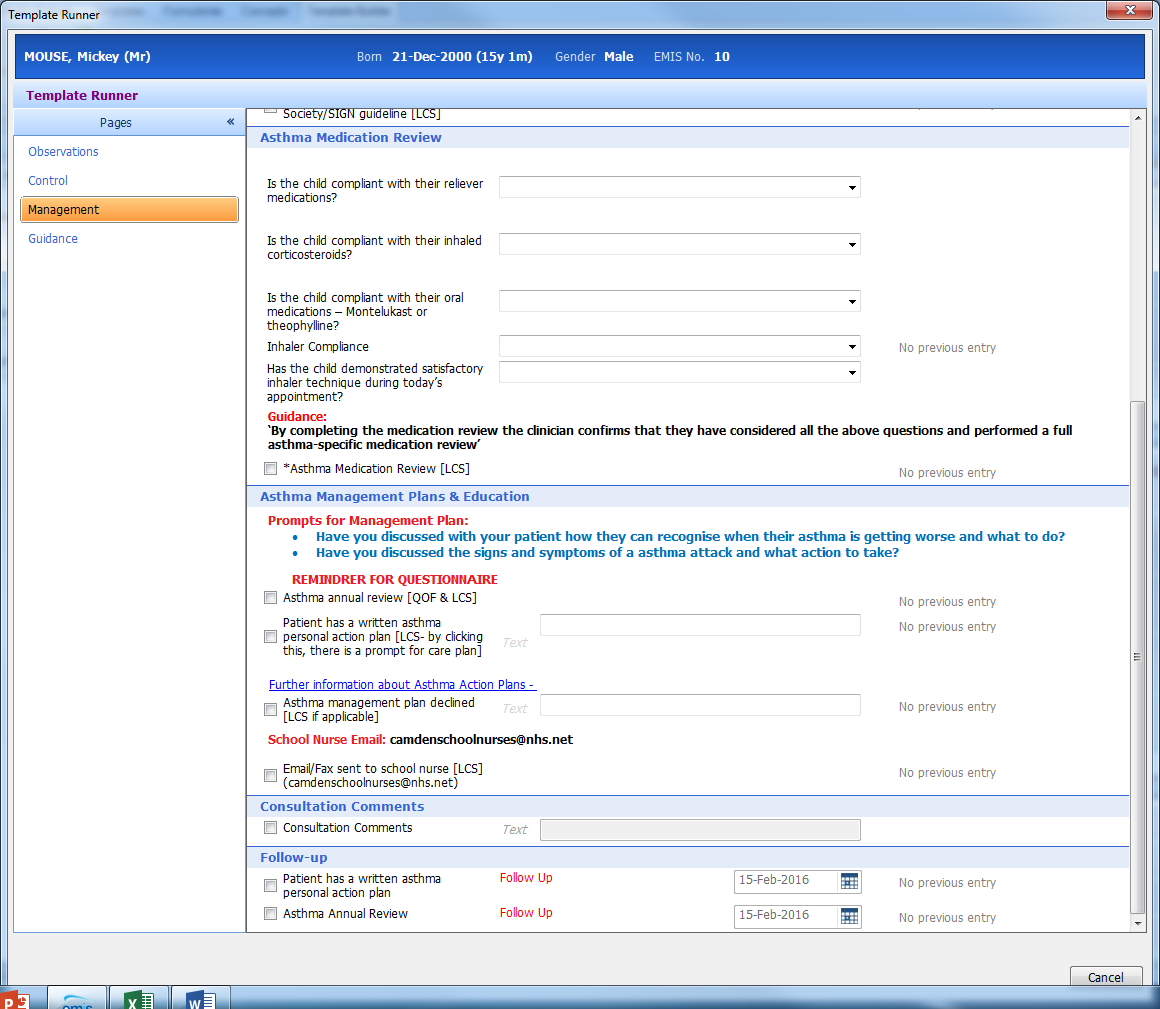 Template Runner
MOUSE, Mickey (Mr)
Born 21-Dec-2000 (15y 1m)
Gender Male
EMIS No. 10
Template Runner
Pages
«
Observations
Control
Management
Guidance
Society/SIGN guideline [LCS]
Asthma Medication Review
Is the child compliant with their reliever
medications?
Is the child compliant with their inhaled
corticosteroids?
Is the child compliant with their oral
medications – Montelukast or
theophylline?
Inhaler Compliance
No previous entry
Has the child demonstrated satisfactory
inhaler technique during today's
appointment?
Guidance:
‘By completing the medication review the clinician confirms that they have considered all the above questions and performed a full
asthma-specific medication review’
*Asthma Medication Review [LCS]
No previous entry
Asthma Management Plans & Education
Prompts for Management Plan:
• Have you discussed with your patient how they can recognise when their asthma is getting worse and what to do?
• Have you discussed the signs and symptoms of a asthma attack and what action to take?
REMINDRER FOR QUESTIONNAIRE
Asthma annual review [QOF & LCS]
No previous entry
Patient has a written asthma
personal action plan [LCS- by clicking
this, there is a prompt for care plan]
Text
No previous entry
Further information about Asthma Action Plans -
Asthma management plan declined
[LCS if applicable]
Text
No previous entry
School Nurse Email: camdenschoolnurses@nhs.net
Email/Fax sent to school nurse [LCS]
(camdenschoolnurses@nhs.net)
No previous entry
Consultation Comments
Consultation Comments
Text
Follow-up
Patient has a written asthma
personal action plan
Follow Up
15-Feb-2016
No previous entry
Asthma Annual Review
Follow Up
15-Feb-2016
No previous entry
Cancel